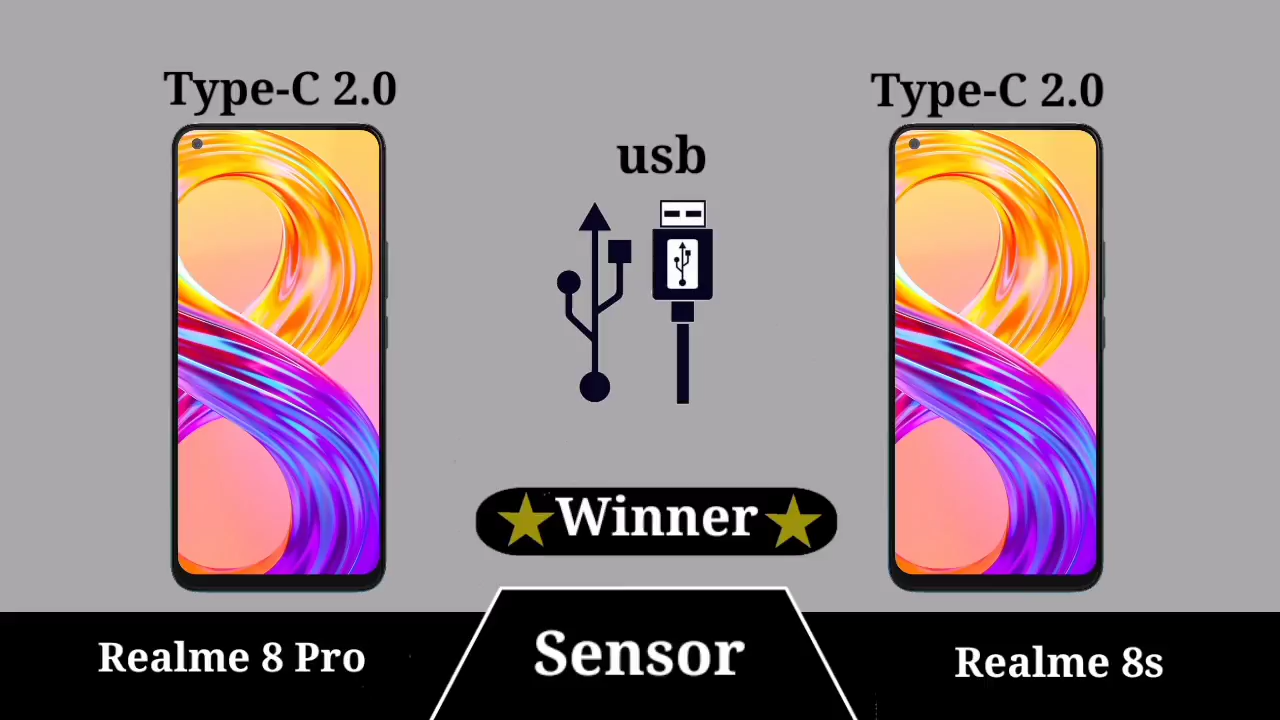 Type-C 2.0
Type-C 2.0
usb
Winner
Realme 8 Pro
Sensor
Realme 8s